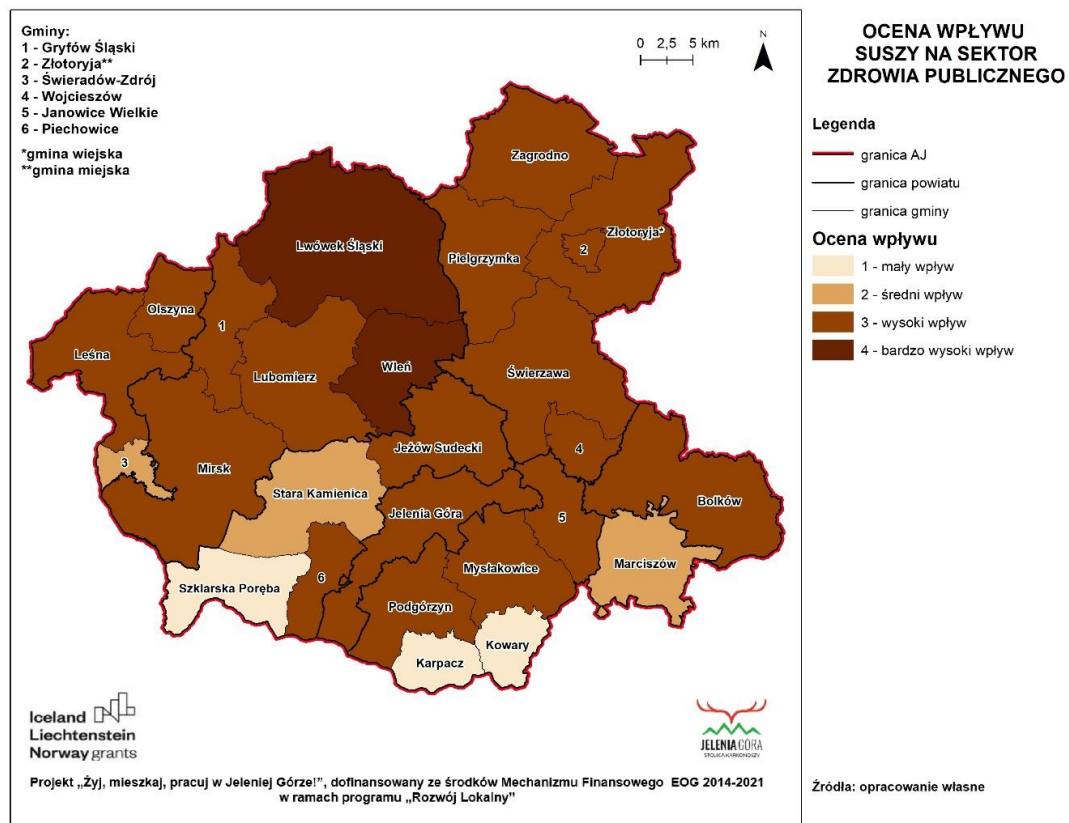 Gminy:
1 - Gryfów Śląski
2 - Złotoryja**
3 - Świeradów-Zdrój
4 - Wojcieszów
5 - Janowice Wielkie
6 - Piechowice
*gmina wiejska
**gmina miejska
0 2,5 5 km
N
Zagrodno
Złotoryja*
2
Lwówek Śląski
Pielgrzymka
Olszyna
1
Leśna
Lubomierz
Wleń
Świerzawa
4
Jeżów Sudecki
3
Mirsk
Stara Kamienica
Jelenia Góra
5
Bolków
Marciszów
Mysłakowice
6
Szklarska Poręba
Podgórzyn
Kowary
Karpacz
Iceland
Liechtenstein
Norway grants
JELENIA GÓRA
STOLICA KARKONOSZY
Projekt „Żyj, mieszkaj, pracuj w Jeleniej Górze!”, dofinansowany ze środków Mechanizmu Finansowego EOG 2014-2021
w ramach programu „Rozwój Lokalny”
OCENA WPŁYWU
SUSZY NA SEKTOR
ZDROWIA PUBLICZNEGO
Legenda
granica AJ
granica powiatu
granica gminy
Ocena wpływu
1 - mały wpływ
2 - średni wpływ
3 - wysoki wpływ
4 - bardzo wysoki wpływ
Źródła: opracowanie własne